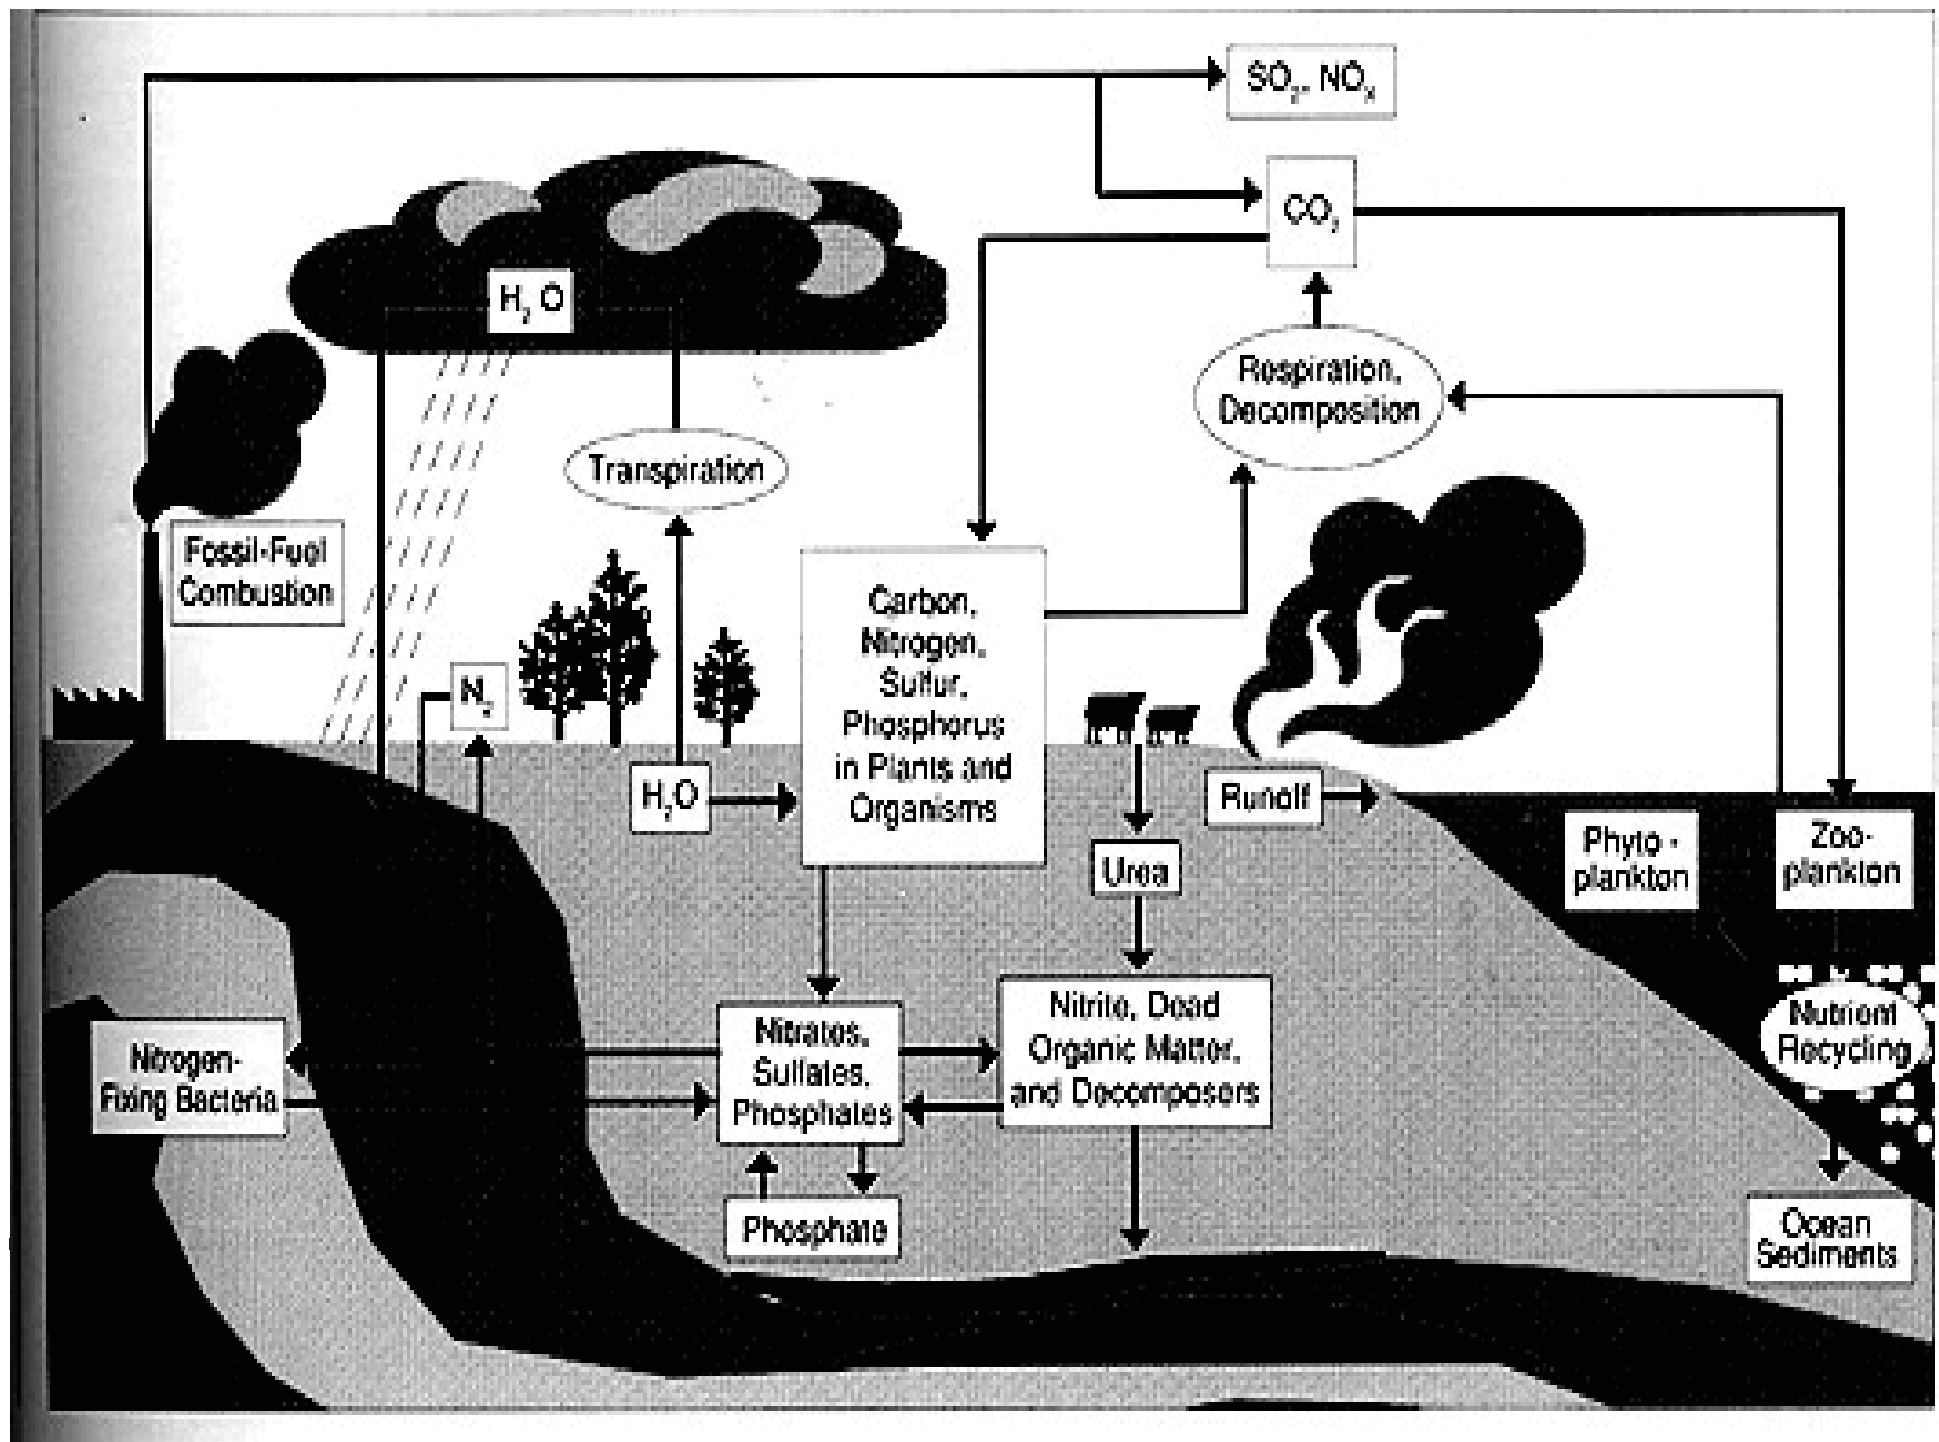 SO₂, NOₓ
CO₂
H₂O
Respiration,
Decomposition
Transpiration
Fossil-Fuel
Combustion
Carbon,
Nitrogen,
Sulfur,
Phosphorus
in Plants and
Organisms
N₂
H₂O
Runoff
Urea
Phyto-
plankton
Zoo-
plankton
Nitrogen-
Fixing Bacteria
Nitrates,
Sulfates,
Phosphates
Nitrite, Dead
Organic Matter,
and Decomposers
Nutrient
Recycling
Phosphate
Ocean
Sediments